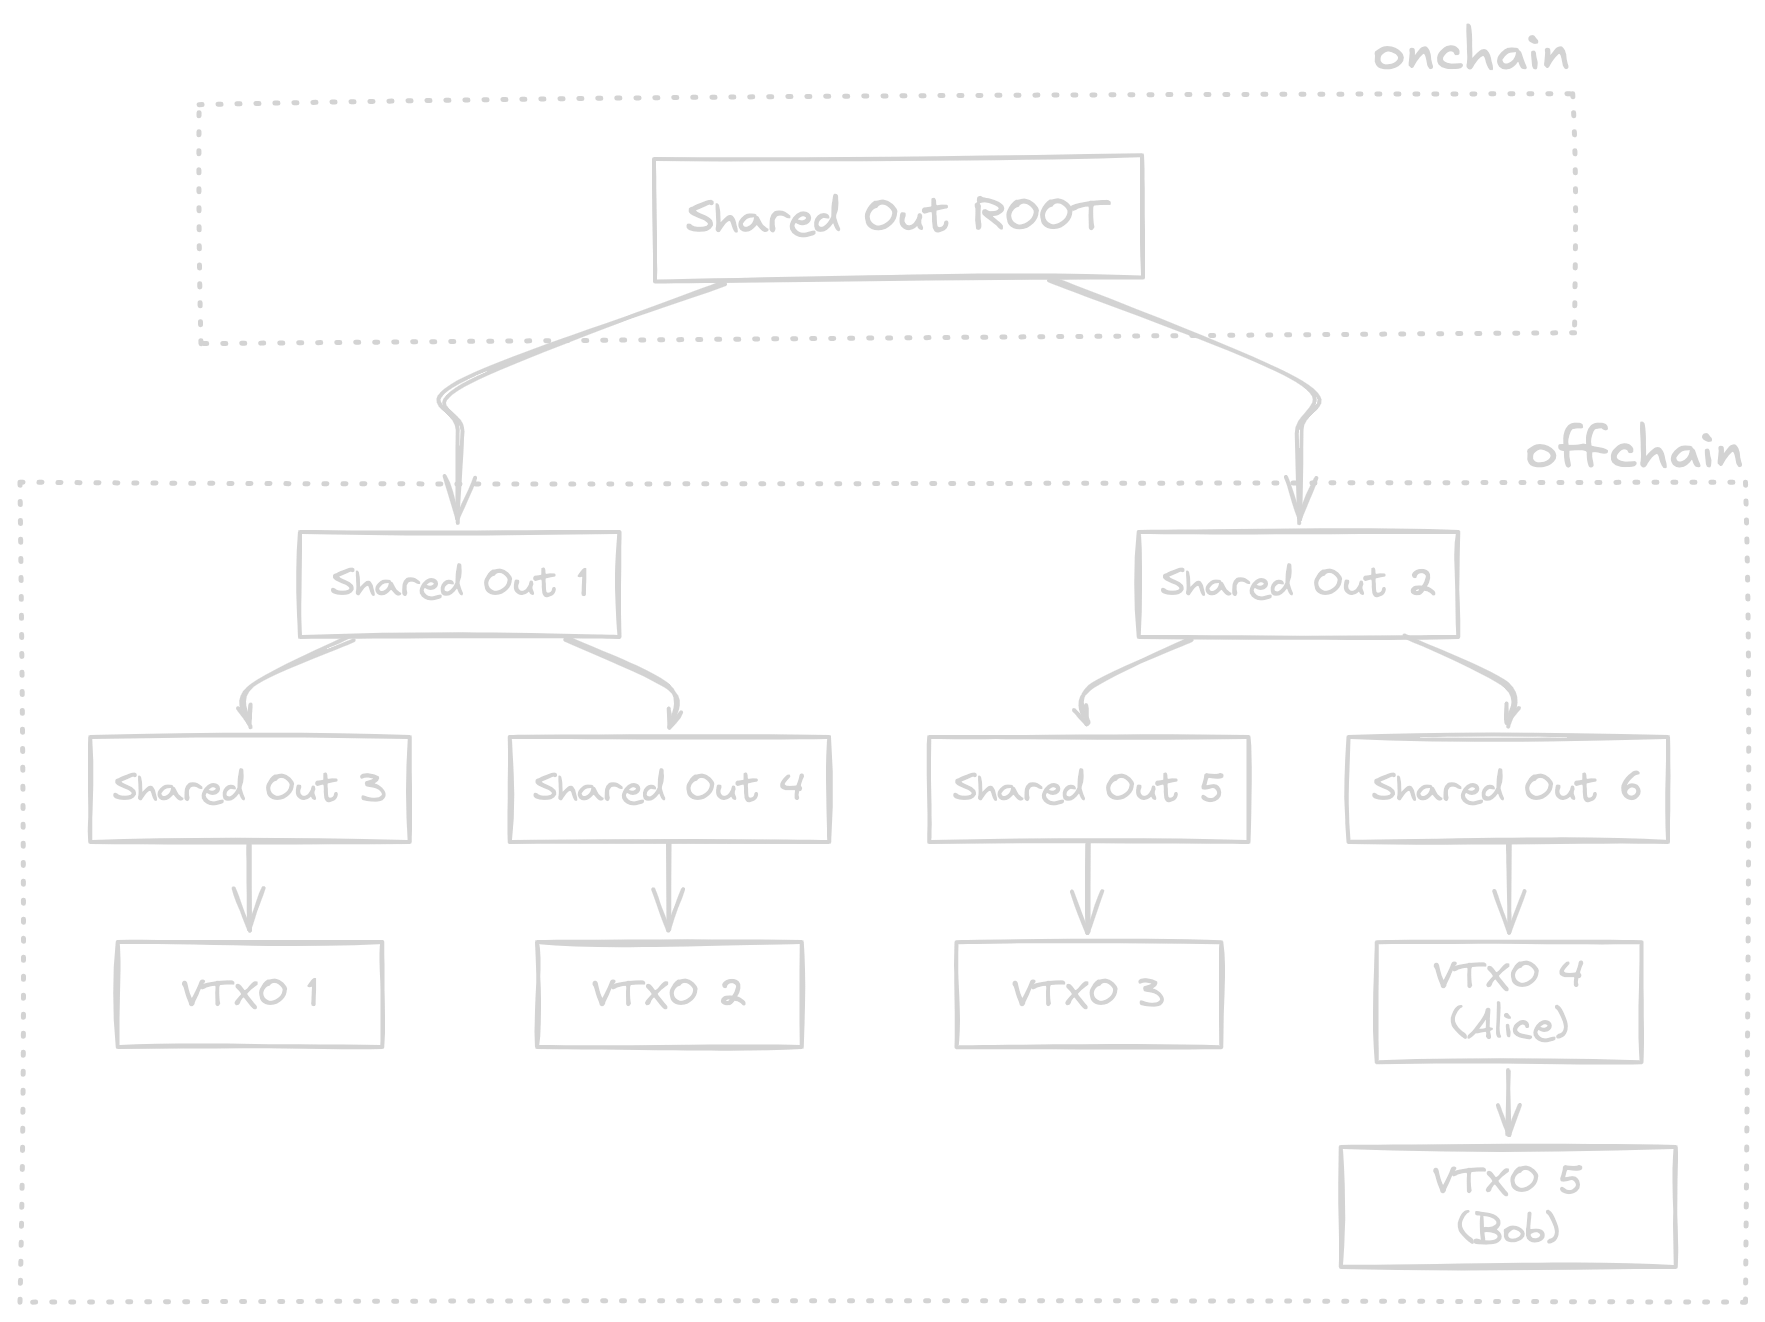 onchain
Shared Out ROOT
offchain
Shared Out 1
Shared Out 2
Shared Out 3
Shared Out 4
Shared Out 5
Shared Out 6
VTXO 1
VTXO 2
VTXO 3
VTXO 4
(Alice)
VTXO 5
(Bob)